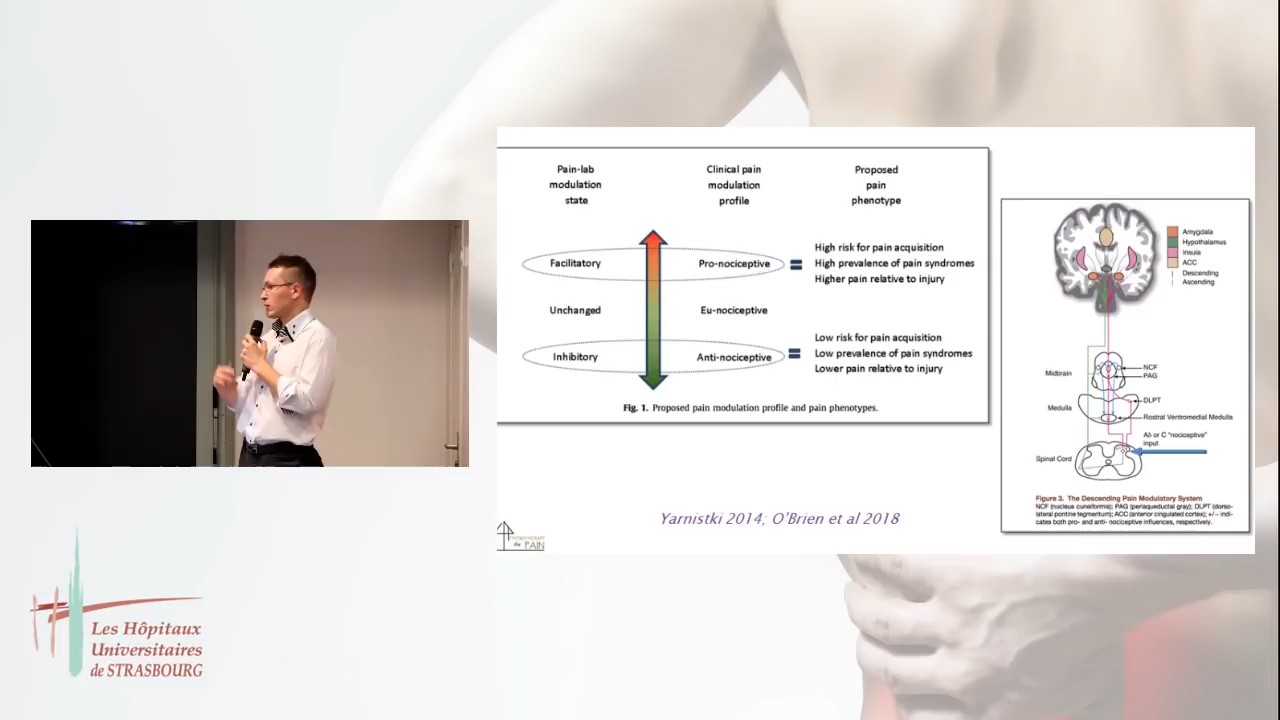 Pain-lab
modulation
state
Clinical pain
modulation
profile
Proposed
pain
phenotype
Facilitatory
Pro-nociceptive
=
High risk for pain acquisition
High prevalence of pain syndromes
Higher pain relative to injury
Unchanged
Eu-nociceptive
Inhibitory
Anti-nociceptive
=
Low risk for pain acquisition
Low prevalence of pain syndromes
Lower pain relative to injury
Fig. 1. Proposed pain modulation profile and pain phenotypes.
Yarnistki 2014; O'Brien et al 2018
PAIN
Amygdala
Hypothalamus
Insula
ACC
Descending
Ascending
Midbrain
NCF
PAG
Medulla
DLPT
Rostral Ventromedial Medulla
Aδ or C "nociceptive"
input
Spinal Cord
Figure 3. The Descending Pain Modulatory System
NCF (nucleus cuneiformis); PAG (periaqueductal gray); DLPT (dorso-
lateral pontine tegmentum); ACC (anterior cingulated cortex); +/− indi-
cates both pro- and anti- nociceptive influences, respectively.
Les Hôpitaux
Universitaires
de STRASBOURG